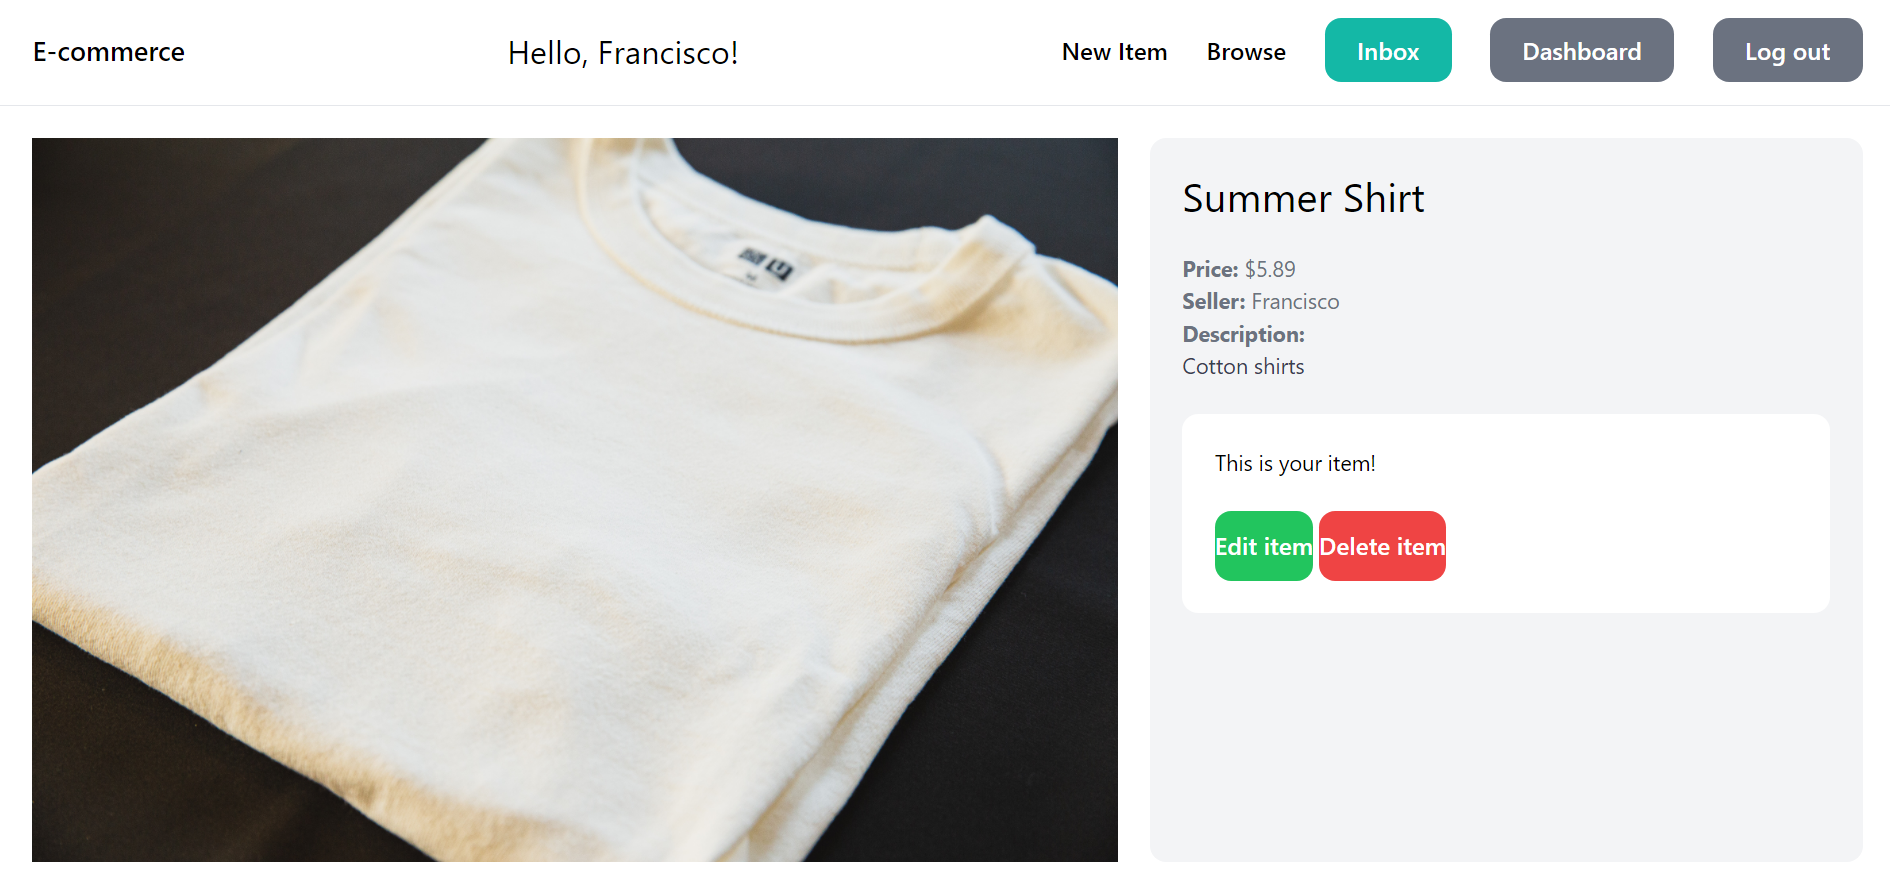 E-commerce
Hello, Francisco!
New Item
Browse
Inbox
Dashboard
Log out
Summer Shirt
Price: $5.89
Seller: Francisco
Description:
Cotton shirts
This is your item!
Edit item
Delete item